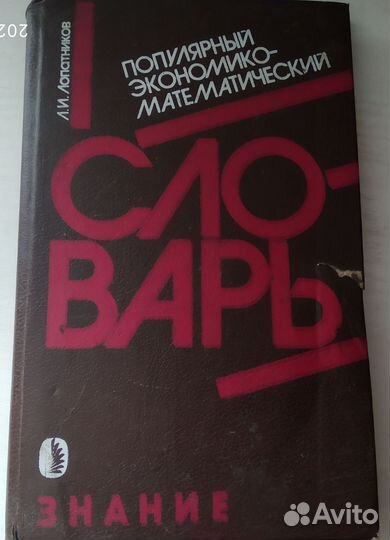 Л.И. Лопатников
ПОПУЛЯРНЫЙ
ЭКОНОМИКО-
МАТЕМАТИЧЕСКИЙ
СЛО-
ВАРЬ
ЗНАНИЕ
Avito